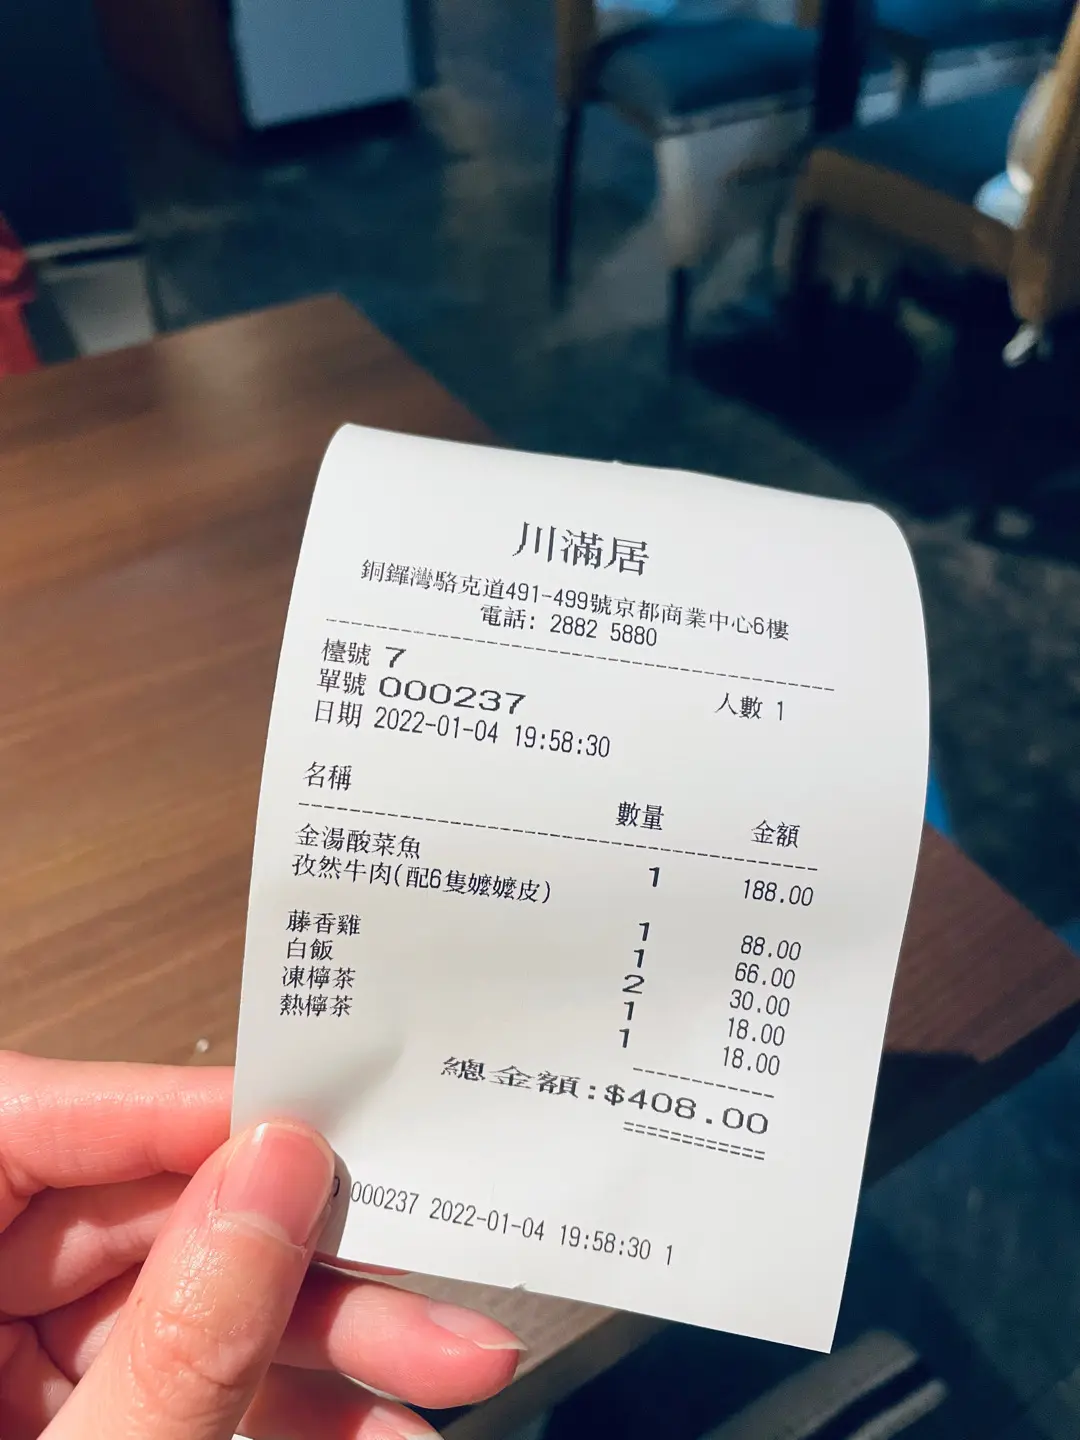 川滿居
銅鑼灣駱克道491-499號京都商業中心6樓
電話: 2882 5880
檯號 7
人數 1
單號 000237
日期 2022-01-04 19:58:30
名稱 數量 金額
金湯酸菜魚 1 188.00
孜然牛肉(配6隻嬤嬤皮)
1 88.00
藤香雞 1 66.00
白飯 2 30.00
凍檸茶 1 18.00
熱檸茶 1 18.00
總金額:$408.00
000237 2022-01-04 19:58:30 1